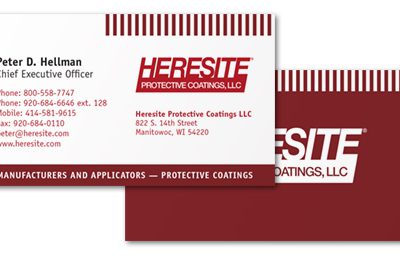 Peter D. Hellman
Chief Executive Officer
Phone: 800-558-7747
Phone: 920-684-6646 ext. 128
Mobile: 414-581-9615
Fax: 920-684-0110
peter@heresite.com
www.heresite.com
HERESITE®
PROTECTIVE COATINGS, LLC
Heresite Protective Coatings LLC
822 S. 14th Street
Manitowoc, WI 54220
MANUFACTURERS AND APPLICATORS — PROTECTIVE COATINGS
HERESITE®
COATINGS, LLC